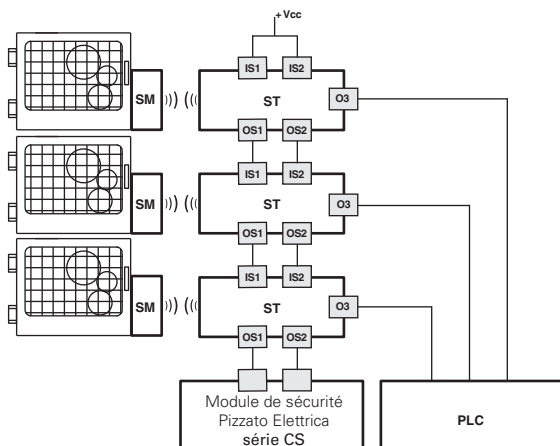 +Vcc
IS1 IS2
SM ST O3
OS1 OS2
IS1 IS2
SM ST O3
OS1 OS2
IS1 IS2
SM ST O3
OS1 OS2
Module de sécurité
Pizzato Elettrica
série CS
PLC